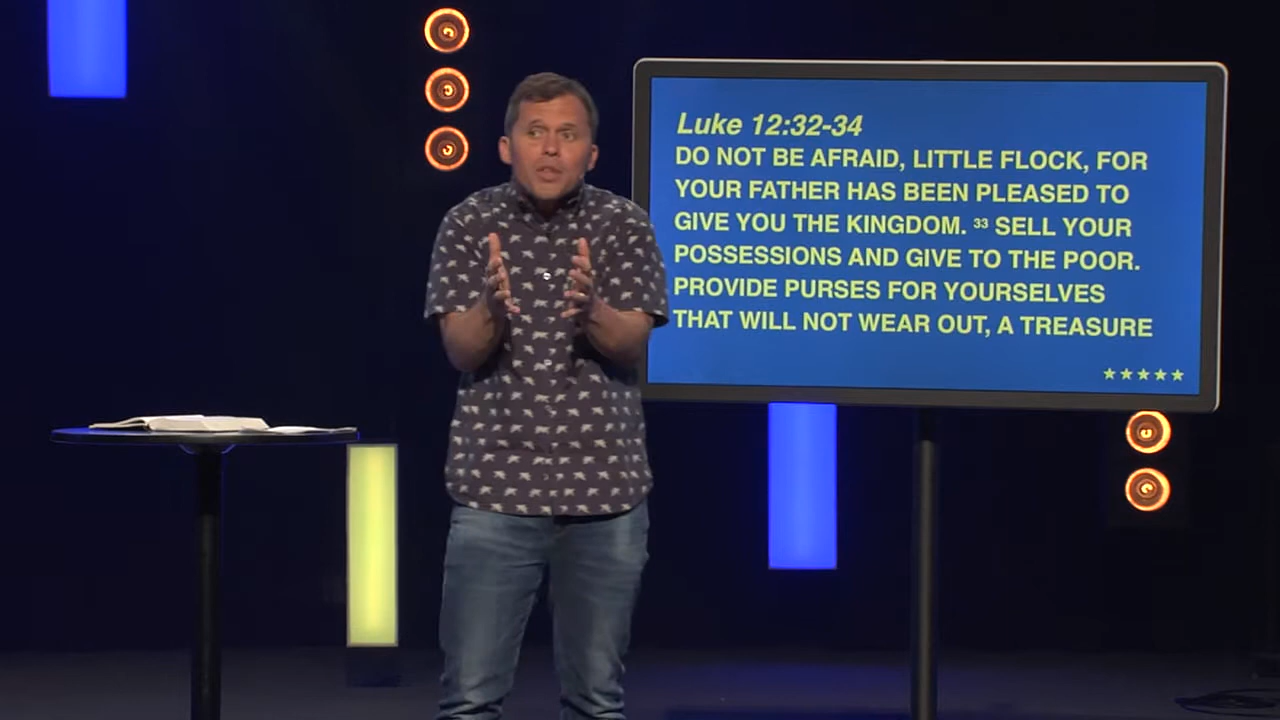 Luke 12:32-34
DO NOT BE AFRAID, LITTLE FLOCK, FOR
YOUR FATHER HAS BEEN PLEASED TO
GIVE YOU THE KINGDOM. ³³ SELL YOUR
POSSESSIONS AND GIVE TO THE POOR.
PROVIDE PURSES FOR YOURSELVES
THAT WILL NOT WEAR OUT, A TREASURE